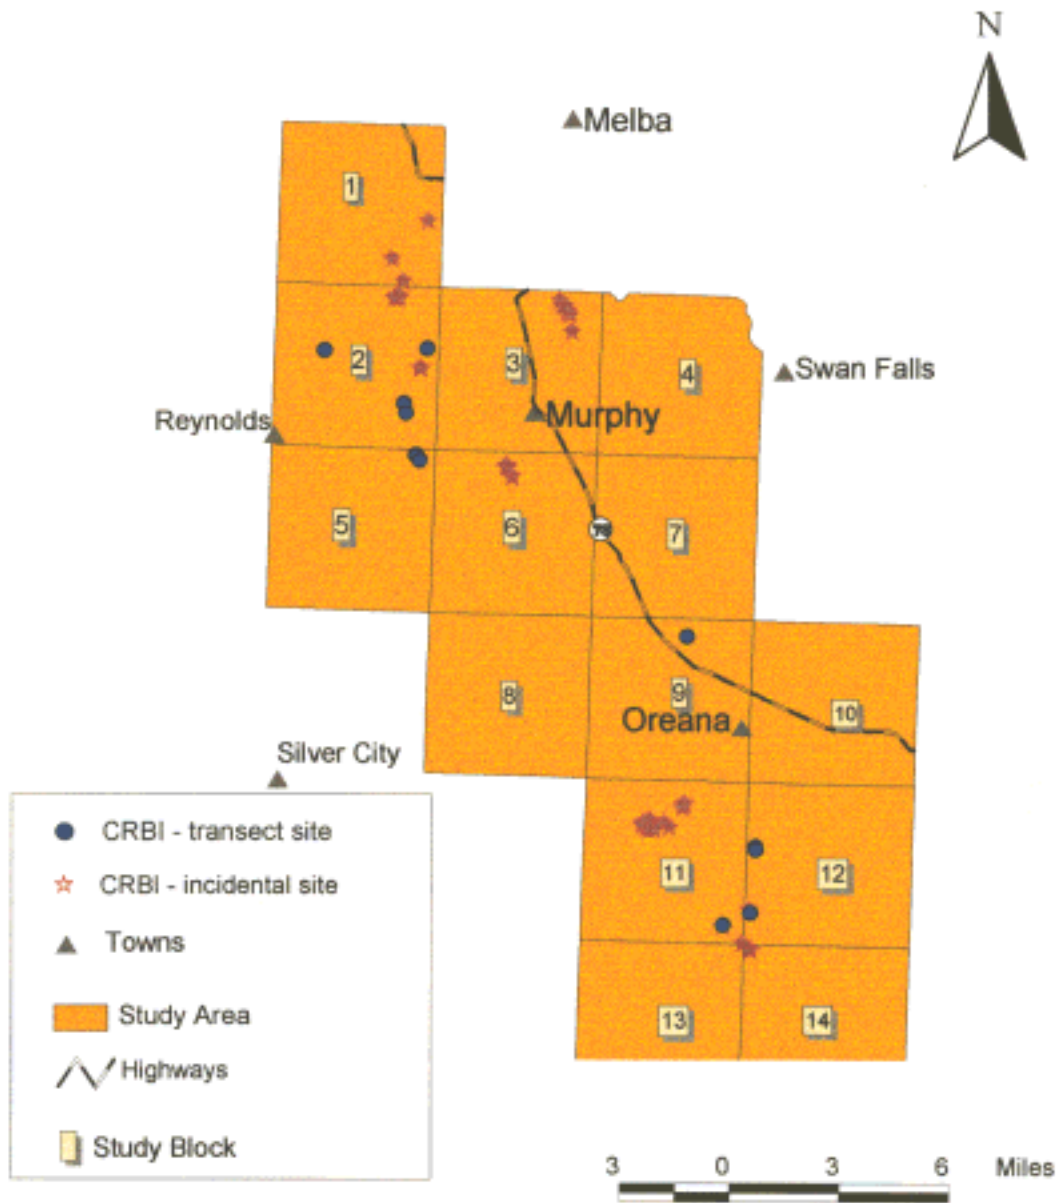 N
Melba
1
2
3
4
Swan Falls
Reynolds
Murphy
5
6
78
7
8
9
10
Oreana
Silver City
CRBI - transect site
CRBI - incidental site
Towns
Study Area
Highways
Study Block
11
12
13
14
3 0 3 6 Miles